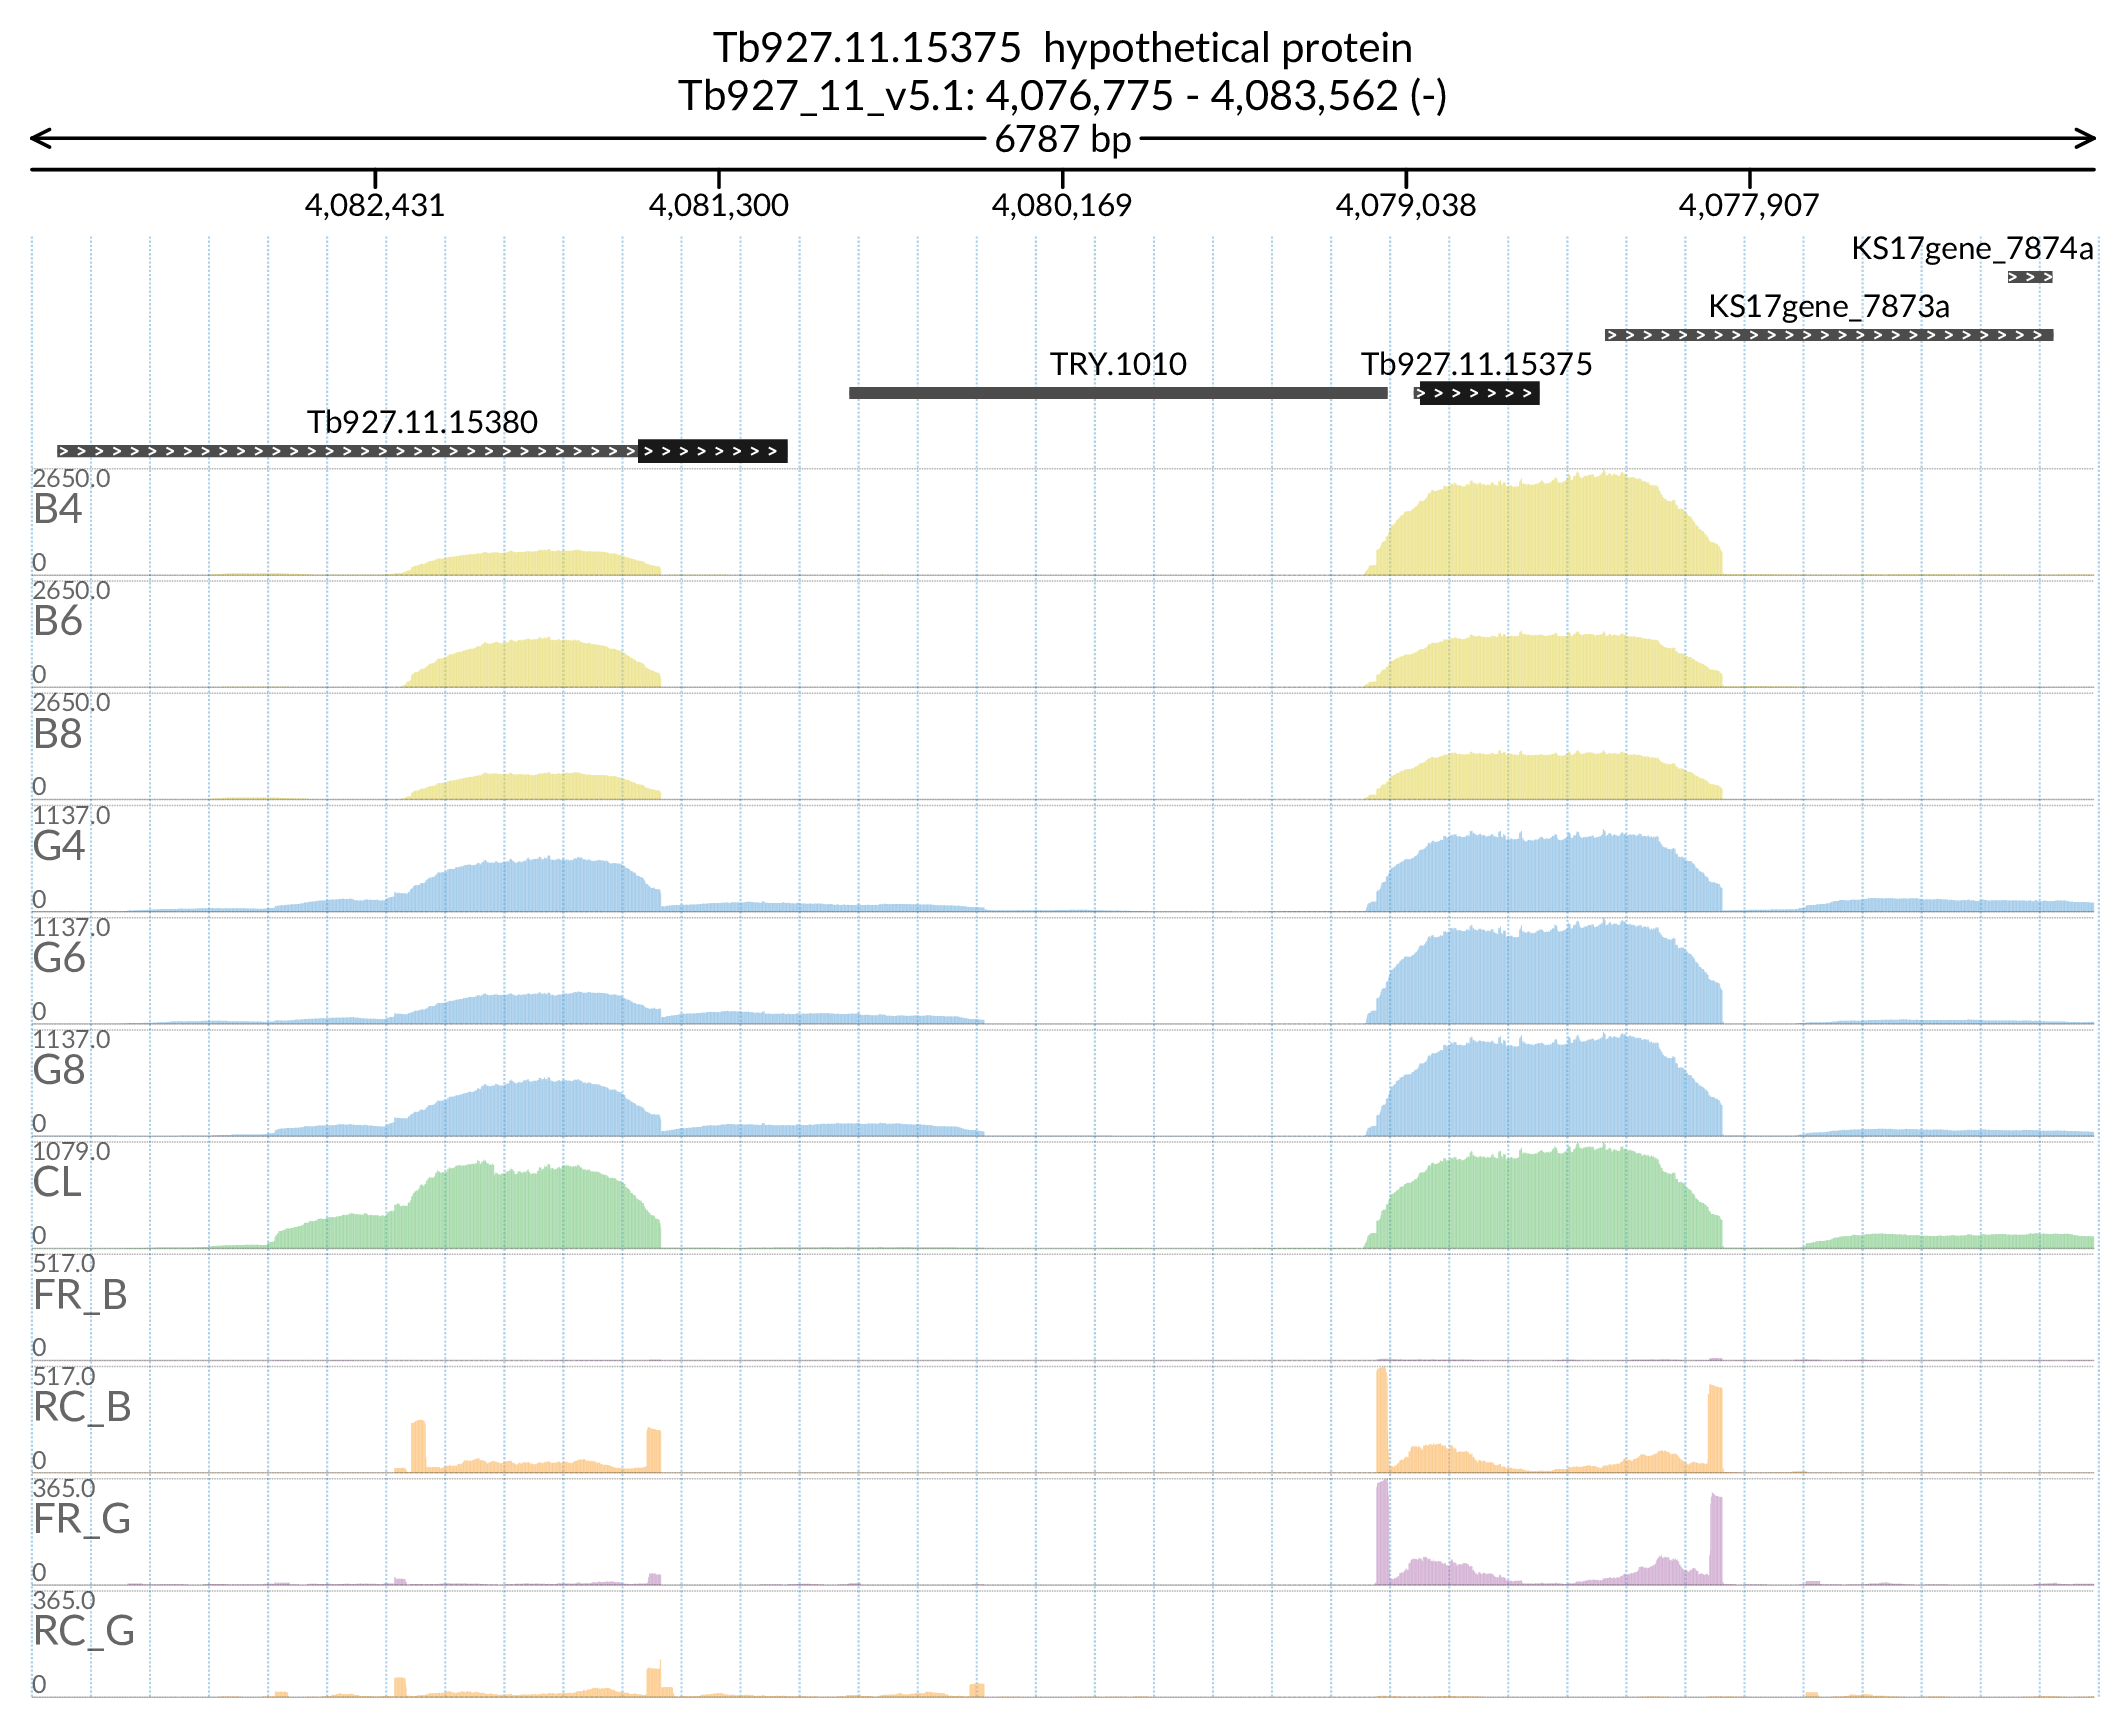 Tb927.11.15375  hypothetical protein
Tb927_11_v5.1: 4,076,775 - 4,083,562 (-)
6787 bp
4,082,431 4,081,300 4,080,169 4,079,038 4,077,907
KS17gene_7874a
KS17gene_7873a
TRY.1010 Tb927.11.15375
Tb927.11.15380
2650.0
B4
0
2650.0
B6
0
2650.0
B8
0
1137.0
G4
0
1137.0
G6
0
1137.0
G8
0
1079.0
CL
0
517.0
FR_B
0
517.0
RC_B
0
365.0
FR_G
0
365.0
RC_G
0